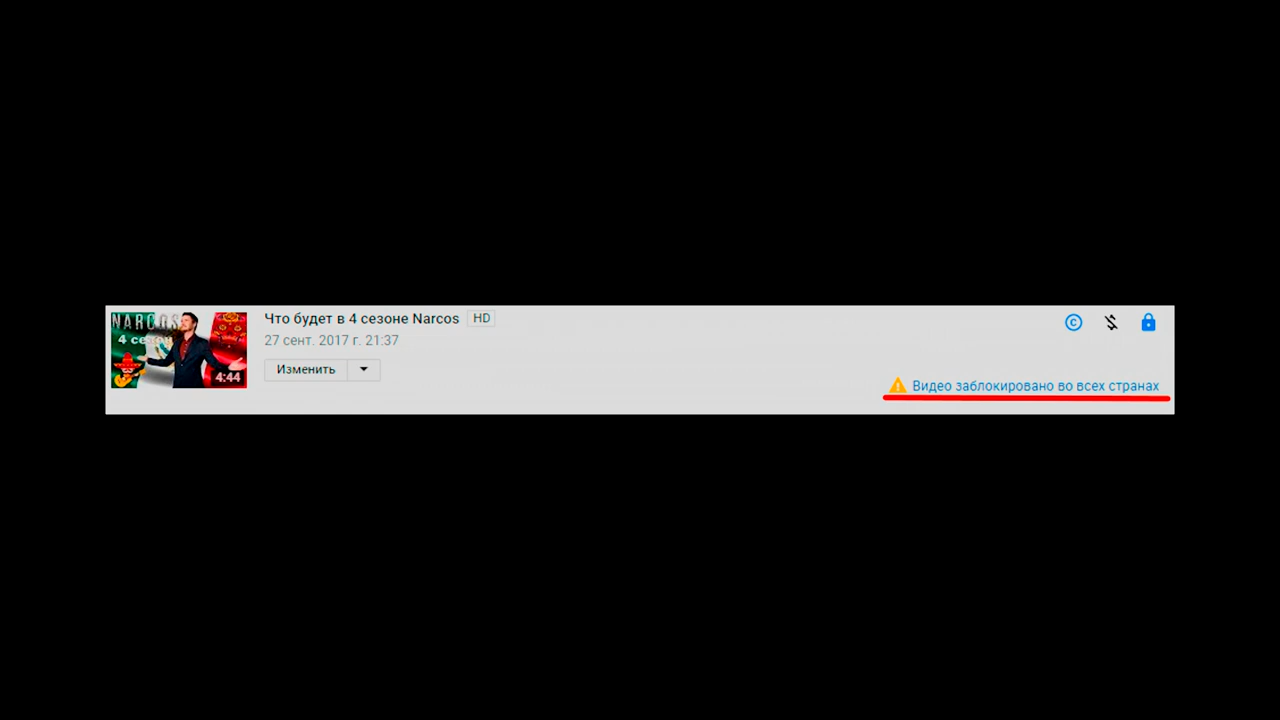 NARCOS
4 сезон
4:44
Что будет в 4 сезоне Narcos HD
27 сент. 2017 г. 21:37
Изменить
©
Видео заблокировано во всех странах